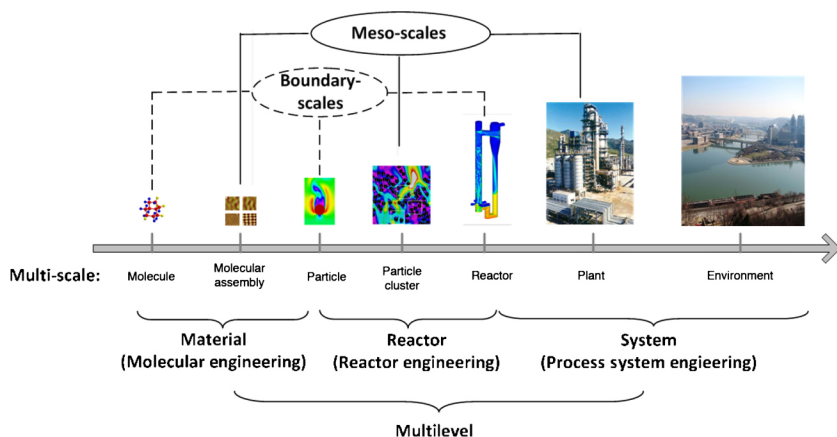 Meso-scales
Boundary-
scales
Multi-scale:
Molecule
Molecular
assembly
Particle
Particle
cluster
Reactor
Plant
Environment
Material
(Molecular engineering)
Reactor
(Reactor engineering)
System
(Process system engieering)
Multilevel